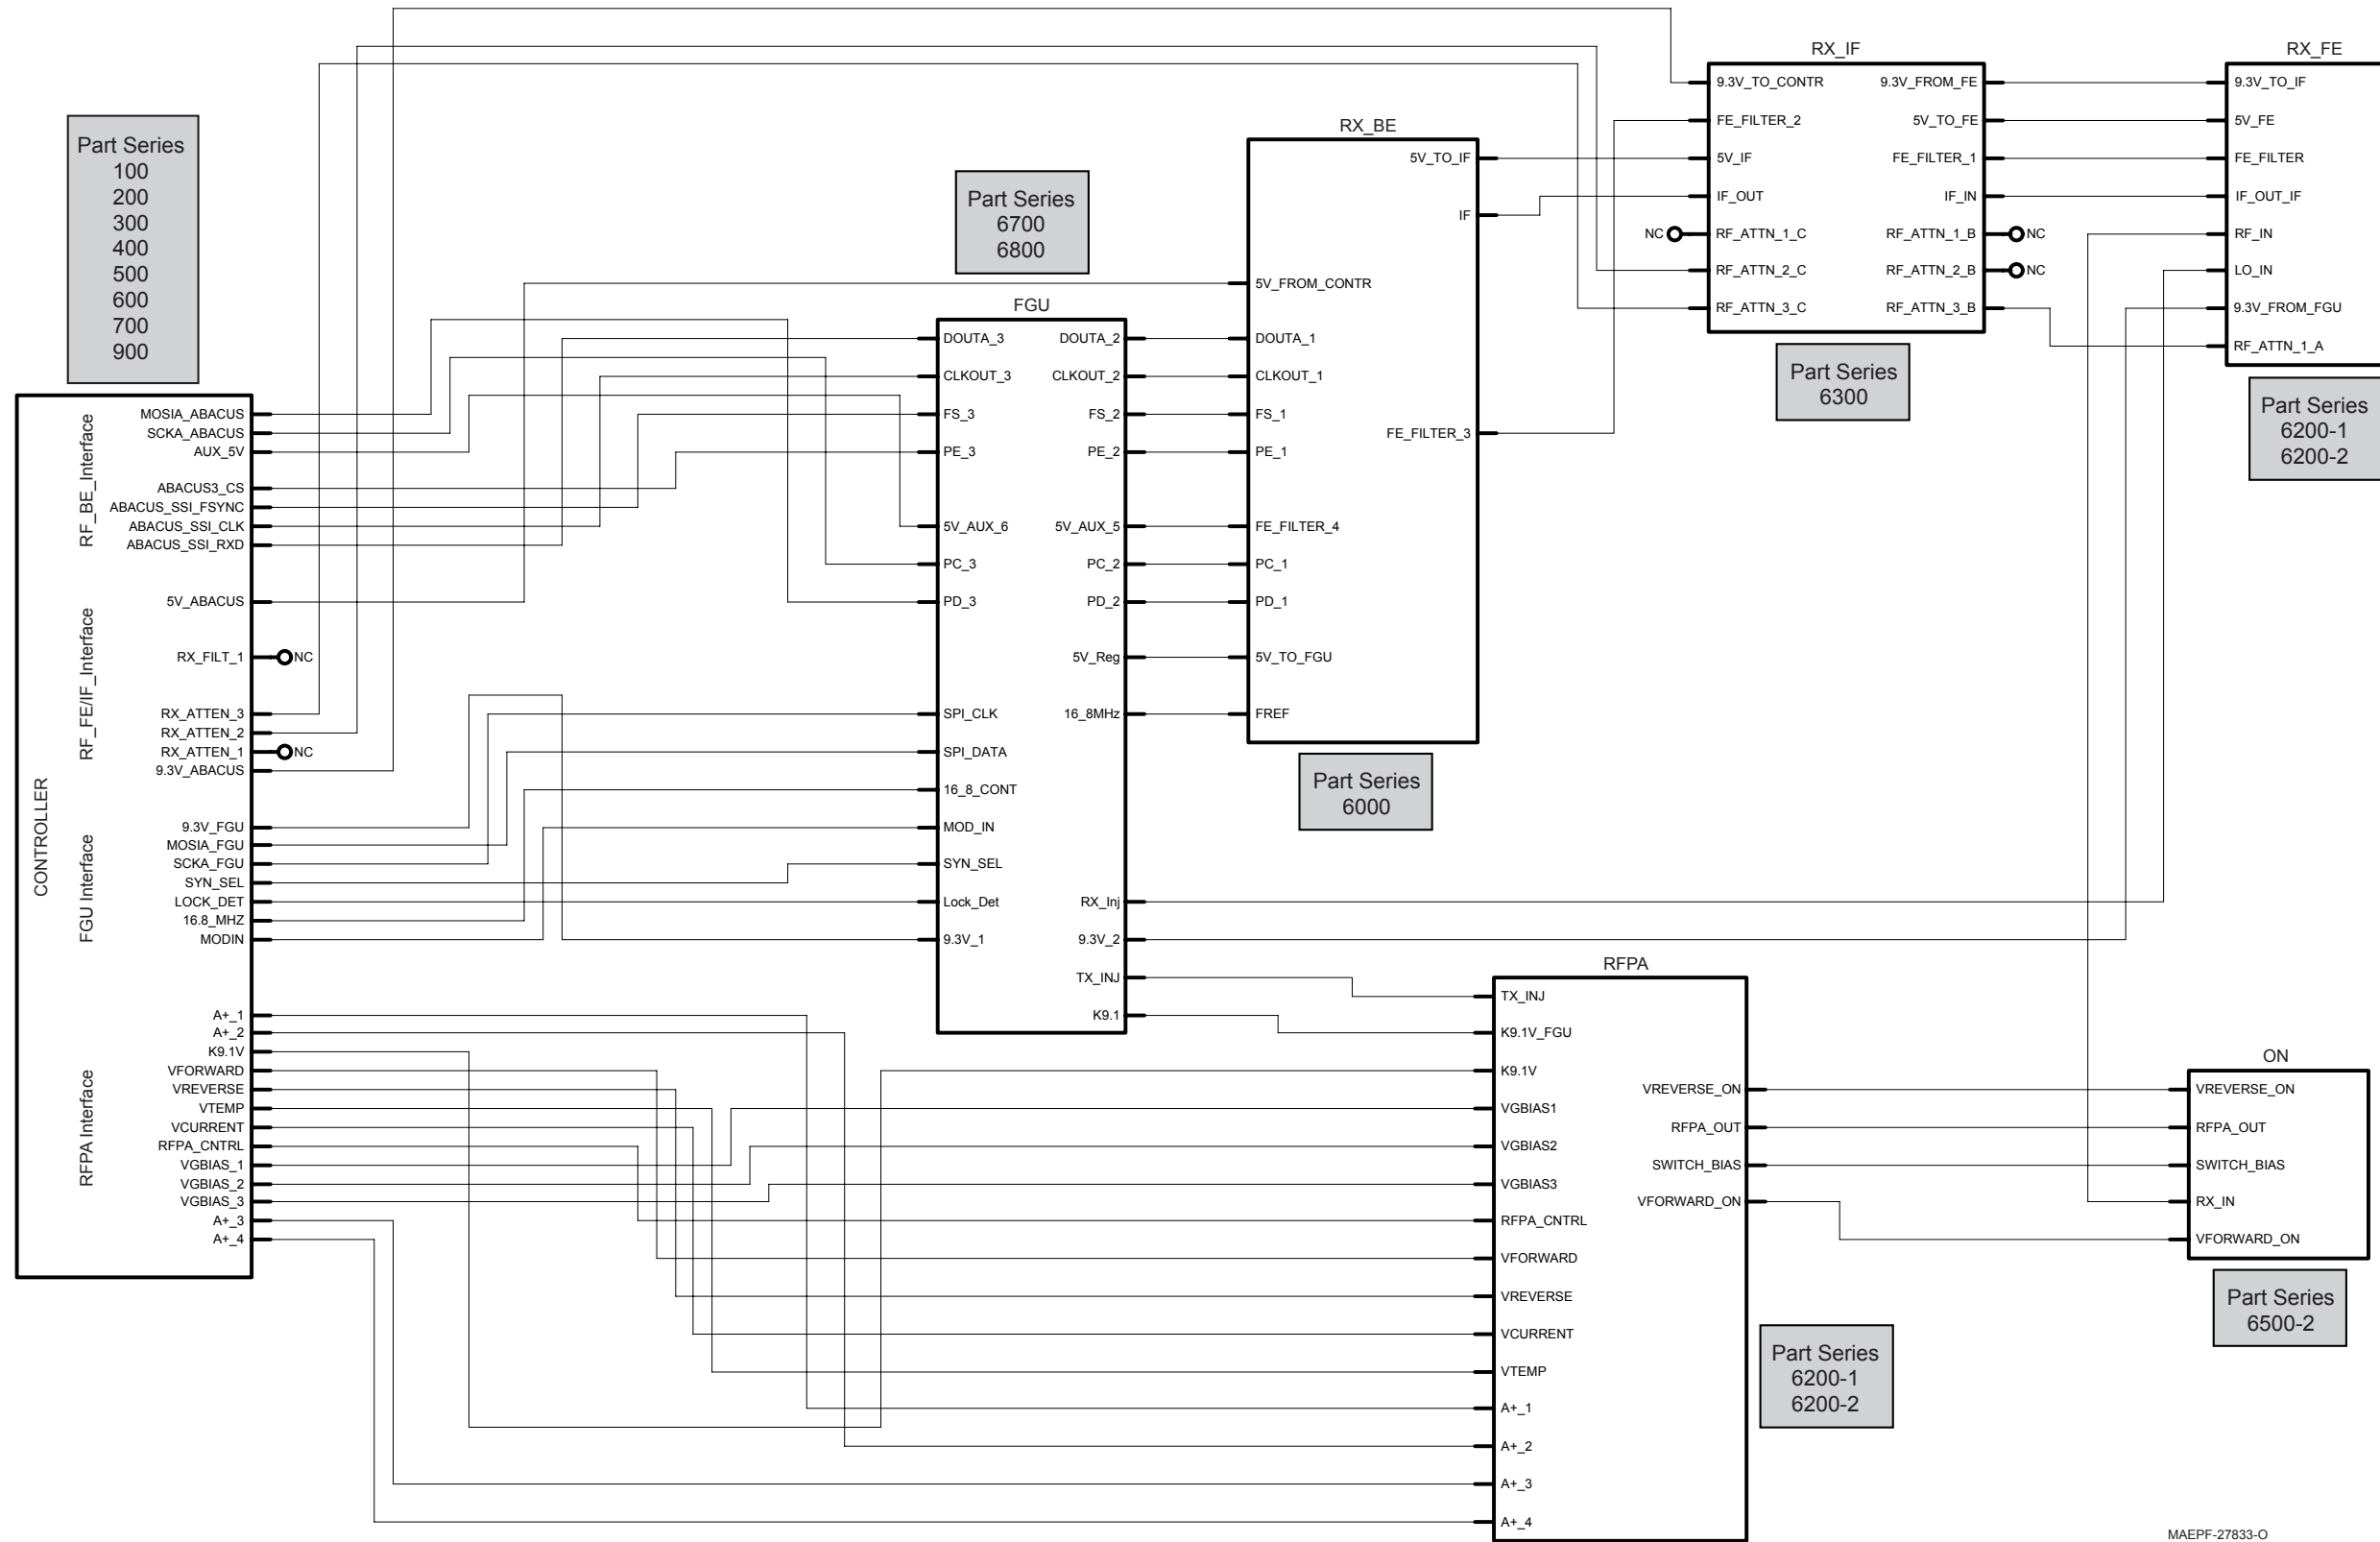 Part Series
100
200
300
400
500
600
700
900
CONTROLLER
RF_BE_Interface
MOSIA_ABACUS
SCKA_ABACUS
AUX_5V
ABACUS3_CS
ABACUS_SSI_FSYNC
ABACUS_SSI_CLK
ABACUS_SSI_RXD
RF_FE/IF_Interface
5V_ABACUS
RX_FILT_1
NC
RX_ATTEN_3
RX_ATTEN_2
RX_ATTEN_1
NC
9.3V_ABACUS
FGU Interface
9.3V_FGU
MOSIA_FGU
SCKA_FGU
SYN_SEL
LOCK_DET
16.8_MHZ
MODIN
RFPA Interface
A+_1
A+_2
K9.1V
VFORWARD
VREVERSE
VTEMP
VCURRENT
RFPA_CNTRL
VGBIAS_1
VGBIAS_2
VGBIAS_3
A+_3
A+_4
Part Series
6700
6800
FGU
DOUTA_3
CLKOUT_3
FS_3
PE_3
5V_AUX_6
PC_3
PD_3
SPI_CLK
SPI_DATA
16_8_CONT
MOD_IN
SYN_SEL
Lock_Det
9.3V_1
DOUTA_2
CLKOUT_2
FS_2
PE_2
5V_AUX_5
PC_2
PD_2
5V_Reg
16_8MHz
RX_Inj
9.3V_2
TX_INJ
K9.1
RX_BE
5V_FROM_CONTR
DOUTA_1
CLKOUT_1
FS_1
PE_1
FE_FILTER_4
PC_1
PD_1
5V_TO_FGU
FREF
5V_TO_IF
IF
FE_FILTER_3
Part Series
6000
RX_IF
9.3V_TO_CONTR
FE_FILTER_2
5V_IF
IF_OUT
NC
RF_ATTN_1_C
RF_ATTN_2_C
RF_ATTN_3_C
9.3V_FROM_FE
5V_TO_FE
FE_FILTER_1
IF_IN
RF_ATTN_1_B
NC
RF_ATTN_2_B
NC
RF_ATTN_3_B
Part Series
6300
RX_FE
9.3V_TO_IF
5V_FE
FE_FILTER
IF_OUT_IF
RF_IN
LO_IN
9.3V_FROM_FGU
RF_ATTN_1_A
Part Series
6200-1
6200-2
RFPA
TX_INJ
K9.1V_FGU
K9.1V
VGBIAS1
VGBIAS2
VGBIAS3
RFPA_CNTRL
VFORWARD
VREVERSE
VCURRENT
VTEMP
A+_1
A+_2
A+_3
A+_4
VREVERSE_ON
RFPA_OUT
SWITCH_BIAS
VFORWARD_ON
Part Series
6200-1
6200-2
ON
VREVERSE_ON
RFPA_OUT
SWITCH_BIAS
RX_IN
VFORWARD_ON
Part Series
6500-2
MAEPF-27833-O